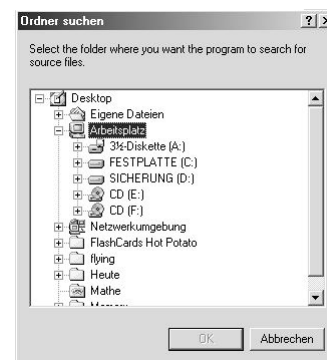 Ordner suchen
Select the folder where you want the program to search for
source files.
Desktop
Eigene Dateien
Arbeitsplatz
3½-Diskette (A:)
FESTPLATTE (C:)
SICHERUNG (D:)
CD (E:)
CD (F:)
Netzwerkumgebung
FlashCards Hot Potato
flying
Heute
Mathe
OK
Abbrechen